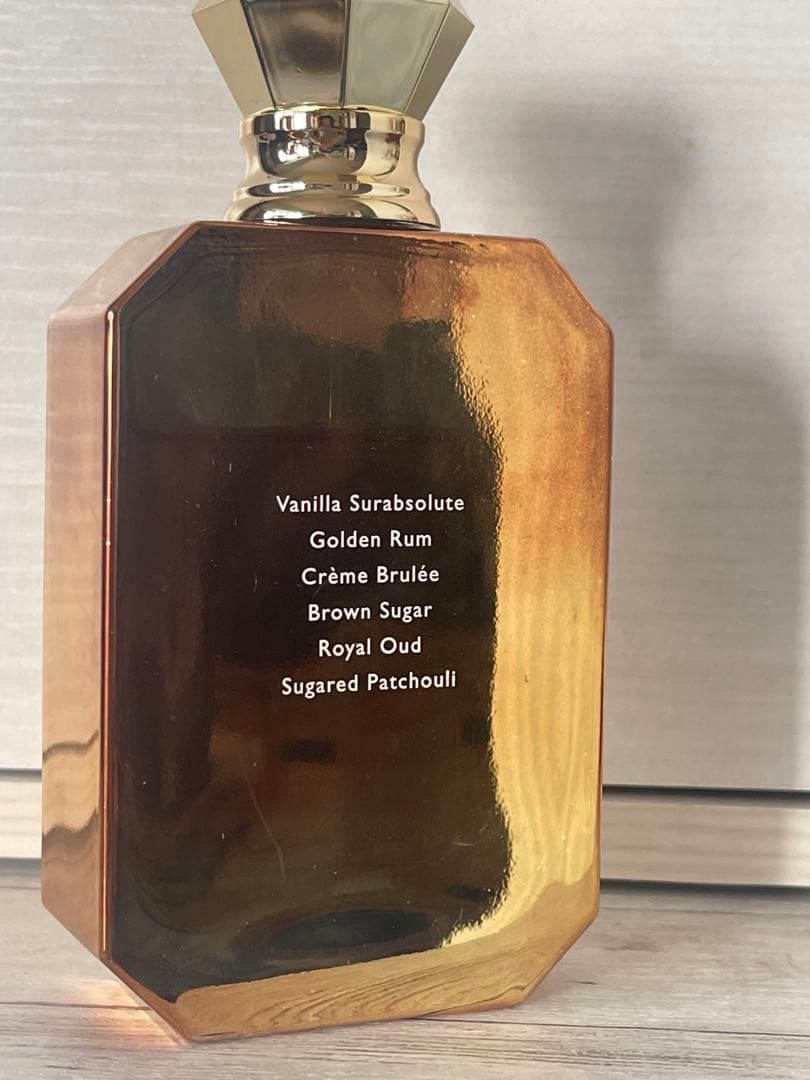 Vanilla Surabsolute
Golden Rum
Crème Brulée
Brown Sugar
Royal Oud
Sugared Patchouli